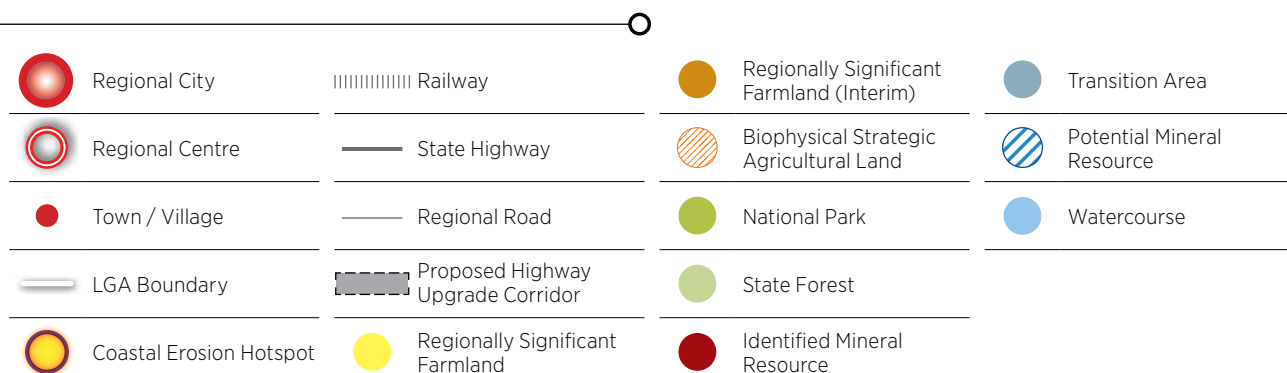 Regional City
Regional Centre
Town / Village
LGA Boundary
Coastal Erosion Hotspot
Railway
State Highway
Regional Road
Proposed Highway
Upgrade Corridor
Regionally Significant
Farmland
Regionally Significant
Farmland (Interim)
Biophysical Strategic
Agricultural Land
National Park
State Forest
Identified Mineral
Resource
Transition Area
Potential Mineral
Resource
Watercourse